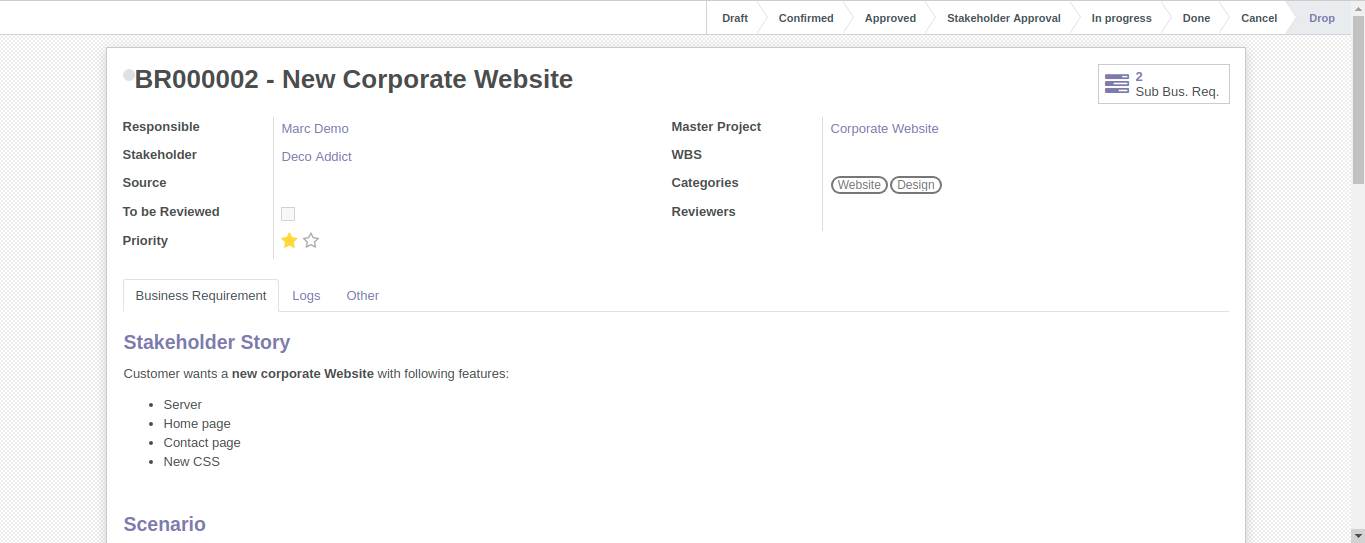 Draft Confirmed Approved Stakeholder Approval In progress Done Cancel Drop
BR000002 - New Corporate Website
2
Sub Bus. Req.
Responsible Marc Demo Master Project Corporate Website
Stakeholder Deco Addict WBS
Source Categories Website Design
To be Reviewed Reviewers
Priority
Business Requirement Logs Other
Stakeholder Story
Customer wants a new corporate Website with following features:
Server
Home page
Contact page
New CSS
Scenario